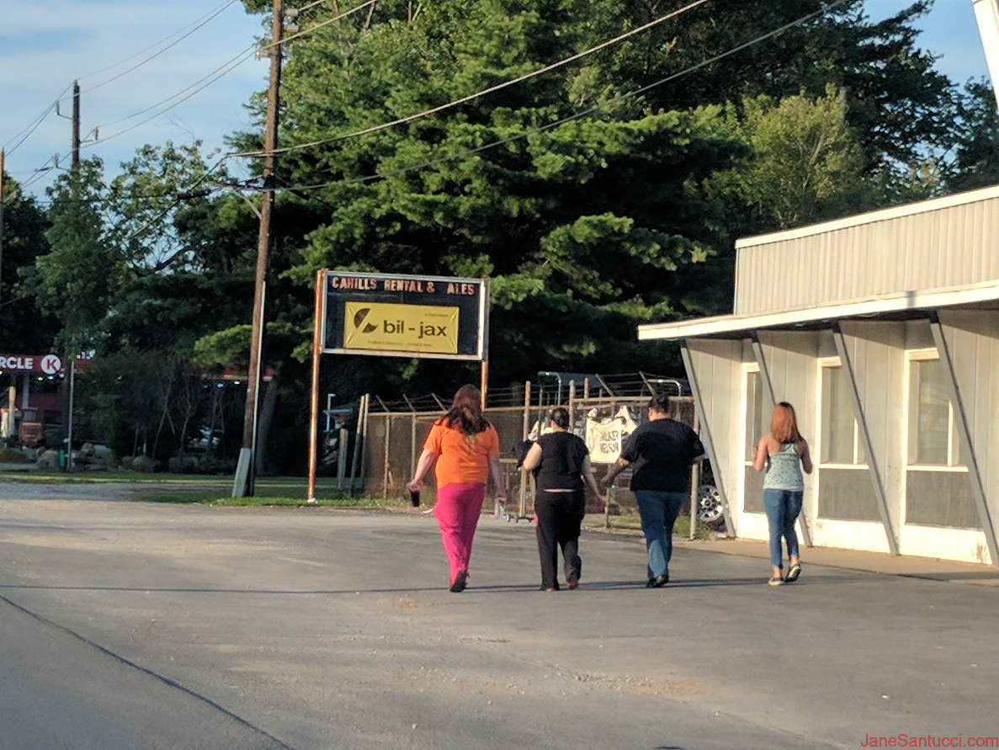 CAHILLS RENTAL & ALES
bil-jax
RCLE K
JaneSantucci.com